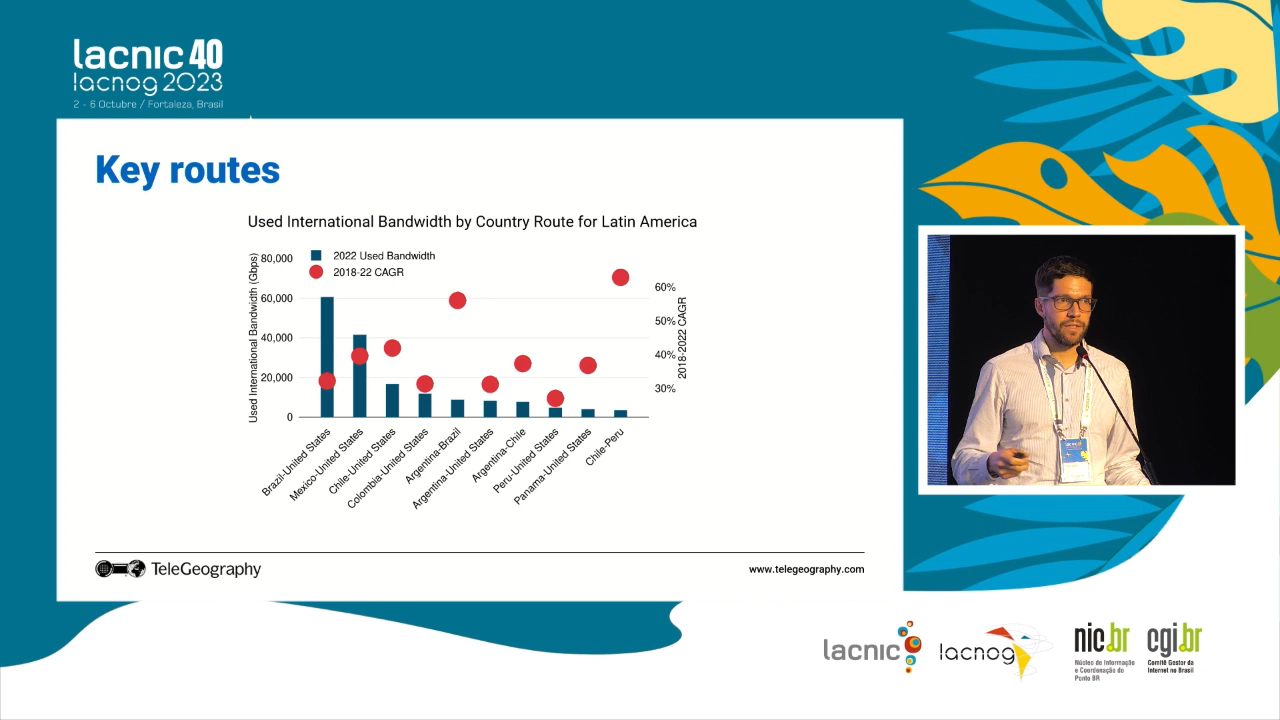 lacnic 40
lacnog 2023
2 - 6 Octubre / Fortaleza, Brasil
Key routes
Used International Bandwidth by Country Route for Latin America
2022 Used Bandwidth
2018-22 CAGR
Used International Bandwidth (Gbps)
80,000
60,000
40,000
20,000
0
60%
50%
40%
30%
2018-2022 CAGR
Brazil-United States
Mexico-United States
Chile-United States
Colombia-United States
Argentina-Brazil
Argentina-United States
Argentina-Chile
Peru-United States
Panama-United States
Chile-Peru
TeleGeography
www.telegeography.com
lacnic
lacnog
nic.br
Núcleo de Informação
e Coordenação do
Ponto BR
cgi.br
Comitê Gestor da
Internet no Brasil